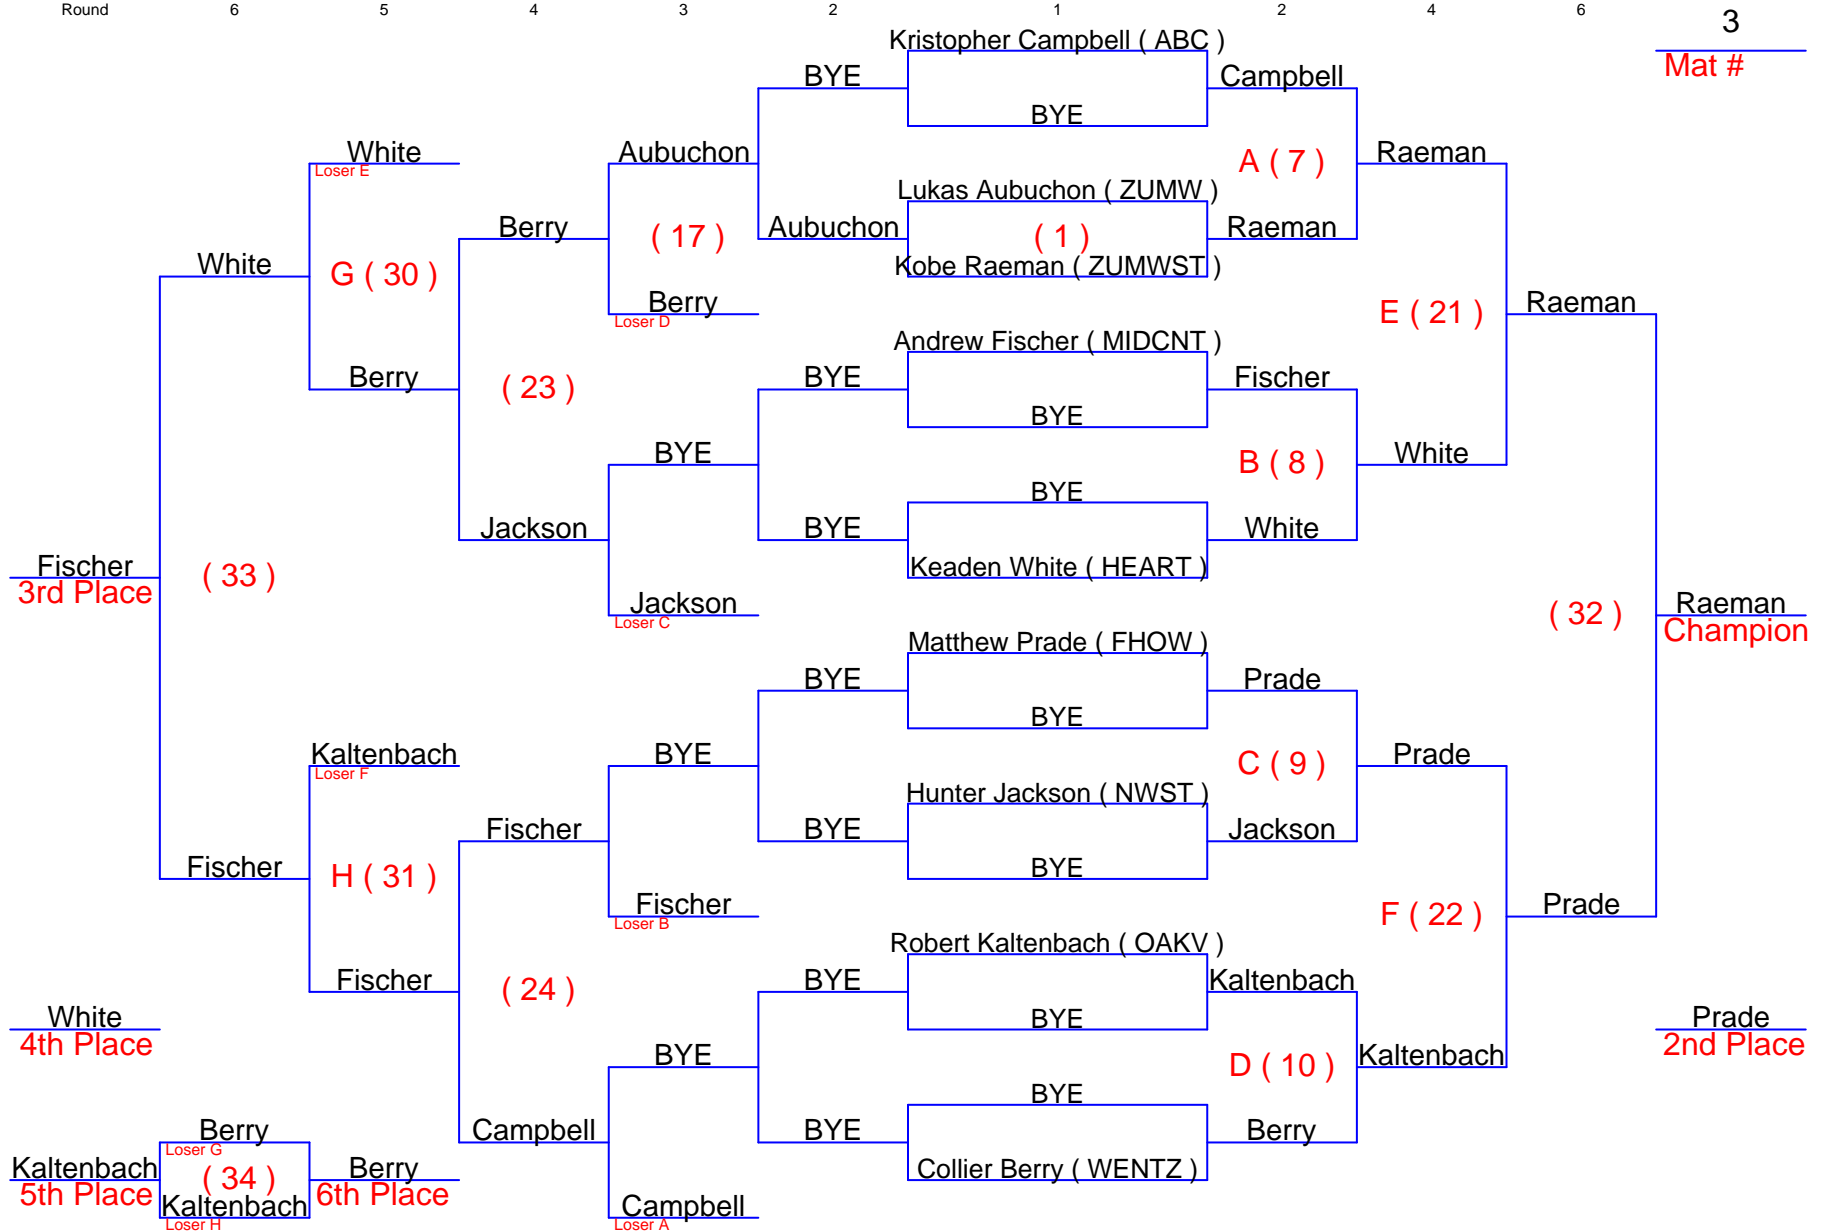 Round 6 5 4 3 2 1 2 4 6 3
Mat #
Kristopher Campbell ( ABC )
BYE Campbell
BYE
White Aubuchon A ( 7 ) Raeman
Loser E
Lukas Aubuchon ( ZUMW )
Berry ( 17 ) Aubuchon ( 1 ) Raeman
White G ( 30 ) Kobe Raeman ( ZUMWST )
Berry E ( 21 ) Raeman
Loser D
Andrew Fischer ( MIDCNT )
Berry ( 23 ) BYE Fischer
BYE
BYE B ( 8 ) White
BYE
Jackson BYE White
Fischer ( 33 ) Keaden White ( HEART )
3rd Place
Jackson ( 32 ) Raeman
Loser C Champion
Matthew Prade ( FHOW )
BYE Prade
BYE
Kaltenbach BYE C ( 9 ) Prade
Loser F
Hunter Jackson ( NWST )
Fischer BYE Jackson
Fischer H ( 31 ) BYE
Fischer F ( 22 ) Prade
Loser B
Robert Kaltenbach ( OAKV )
Fischer ( 24 ) BYE Kaltenbach
White BYE Prade
4th Place 2nd Place
BYE D ( 10 ) Kaltenbach
BYE
Berry Campbell BYE Berry
Loser G
Kaltenbach ( 34 ) Berry Collier Berry ( WENTZ )
5th Place 6th Place
Kaltenbach Campbell
Loser H Loser A